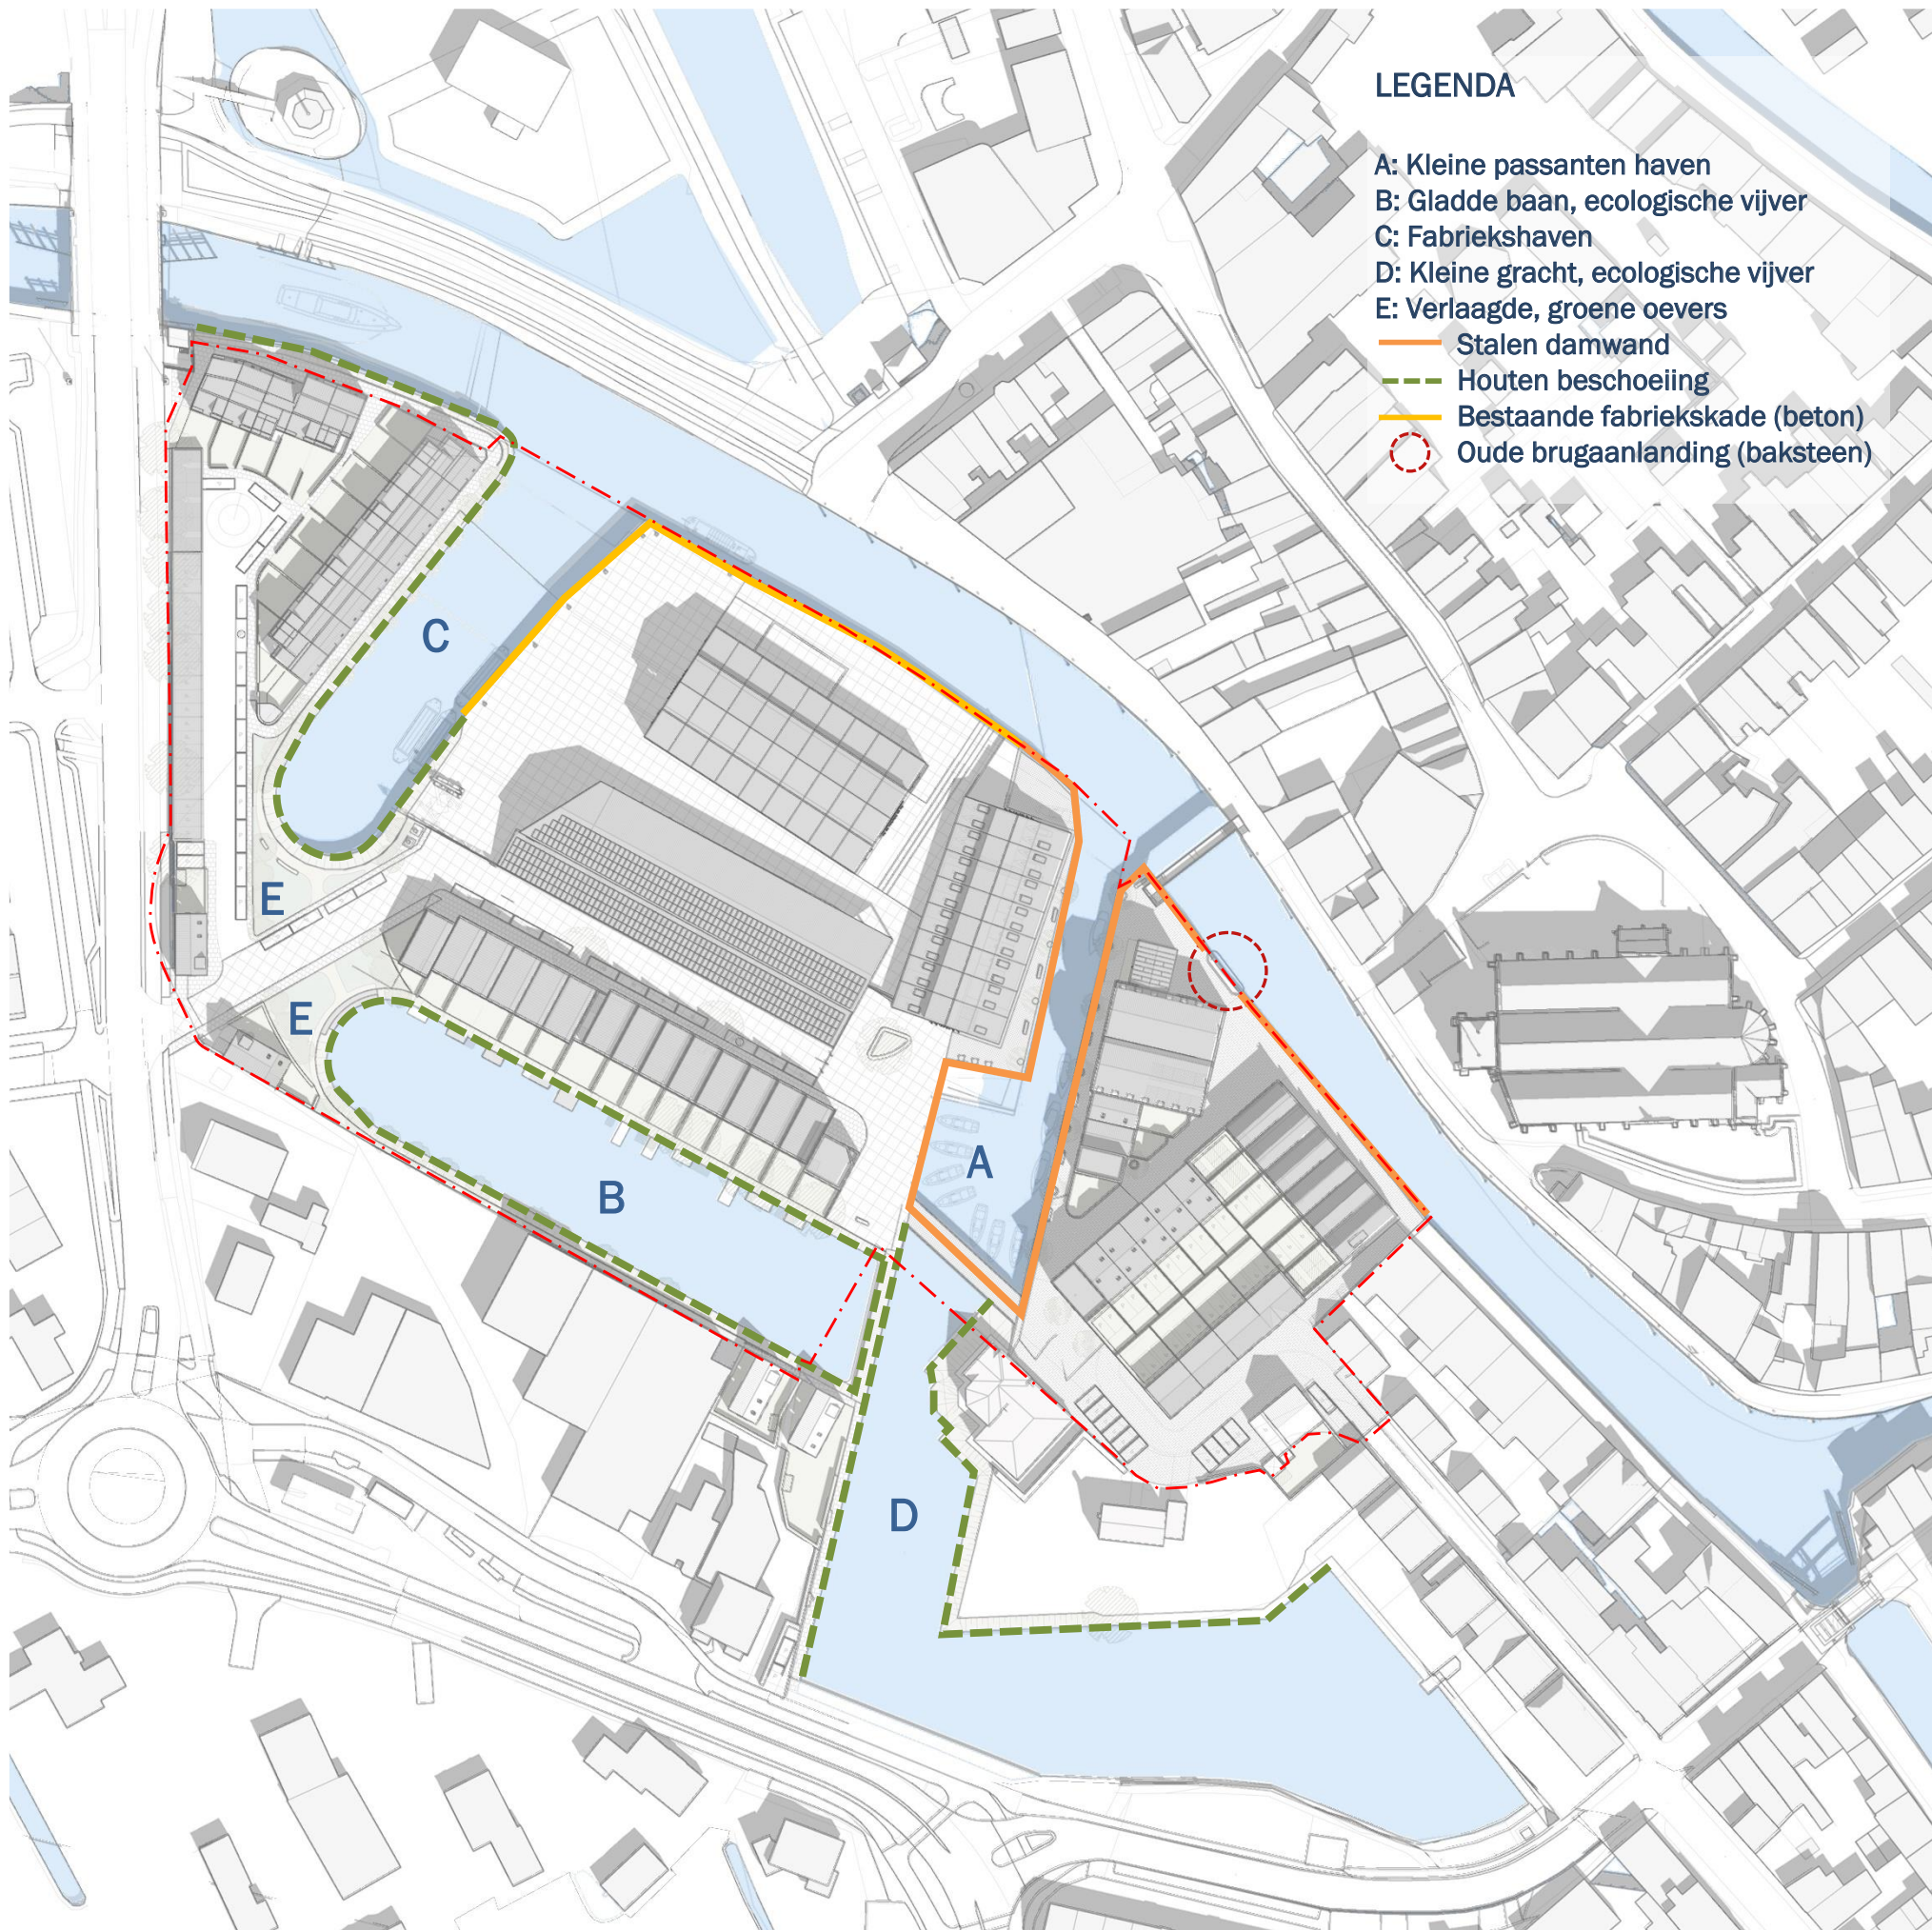 LEGENDA
A: Kleine passanten haven
B: Gladde baan, ecologische vijver
C: Fabriekshaven
D: Kleine gracht, ecologische vijver
E: Verlaagde, groene oevers
Stalen damwand
Houten beschoeiing
Bestaande fabriekskade (beton)
Oude brugaanlanding (baksteen)
C
E
E
B
A
D